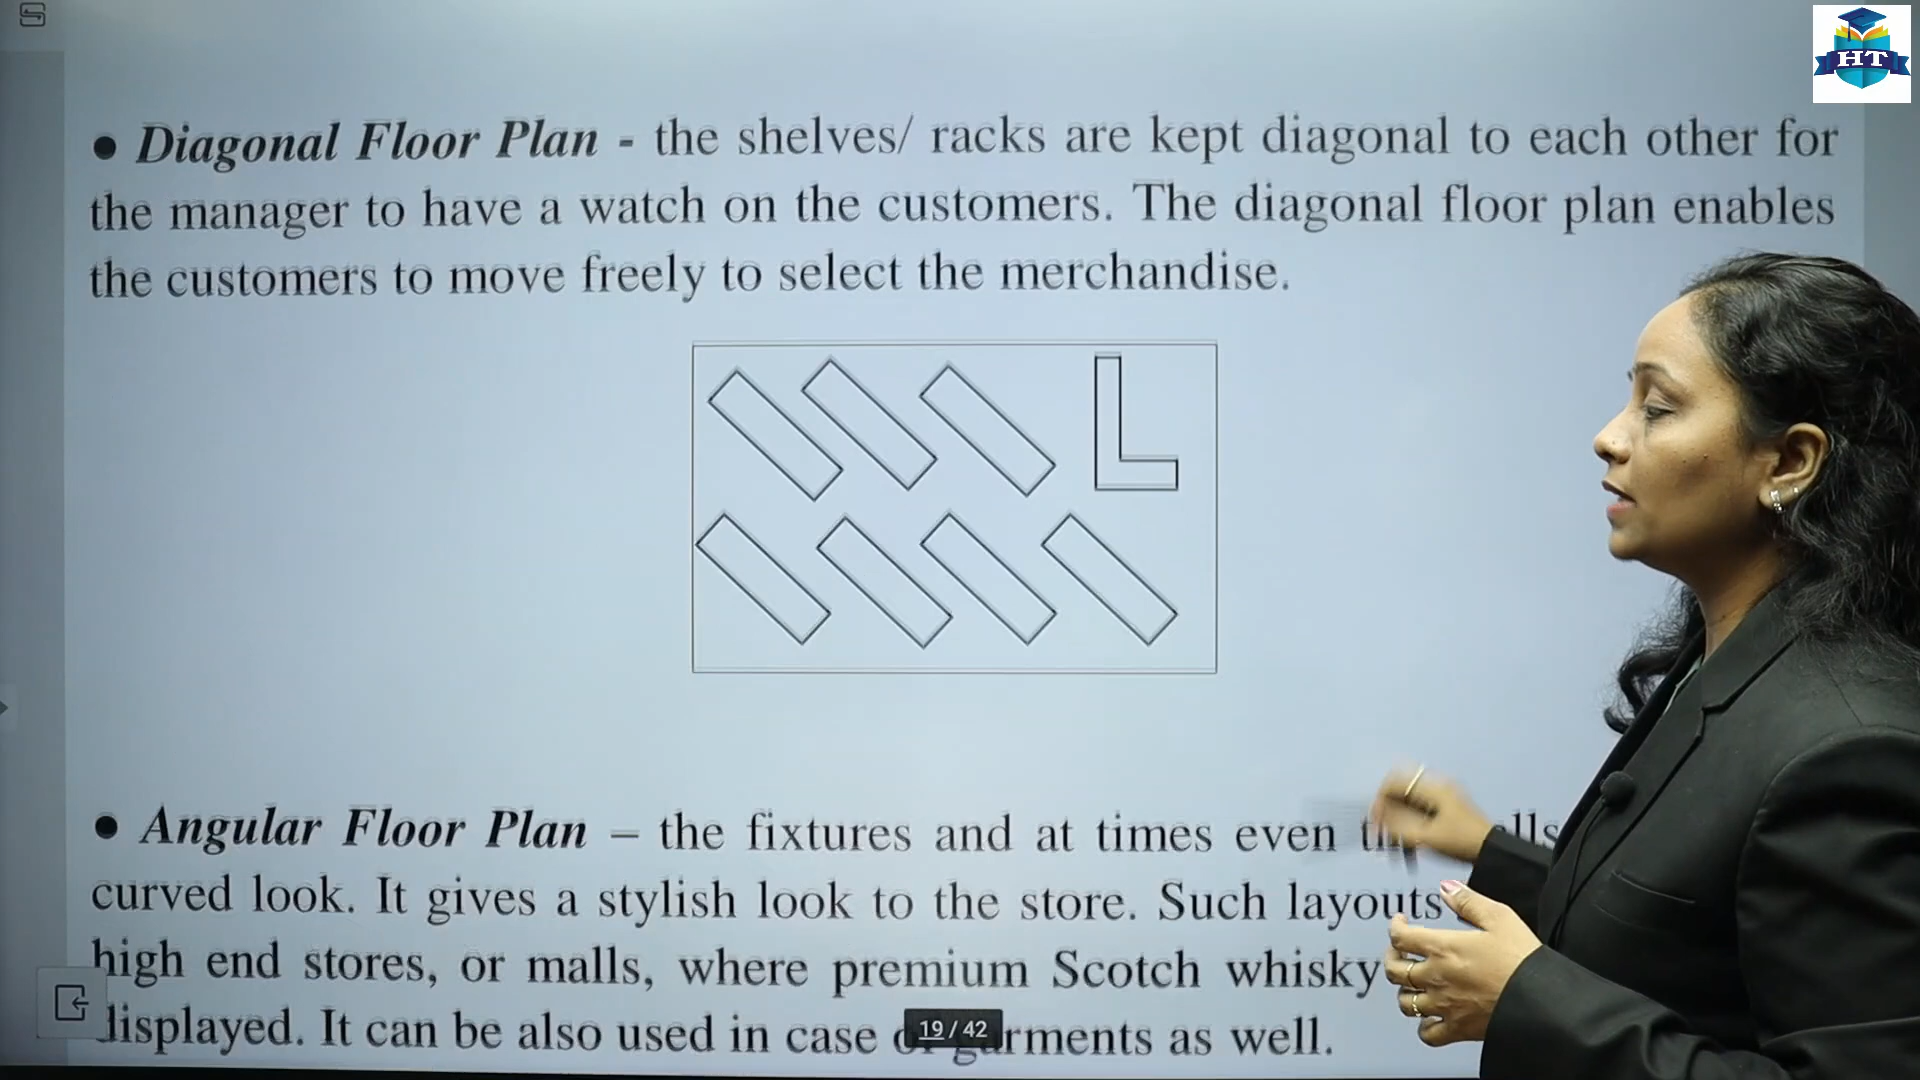 HT
● Diagonal Floor Plan - the shelves/ racks are kept diagonal to each other for
the manager to have a watch on the customers. The diagonal floor plan enables
the customers to move freely to select the merchandise.
● Angular Floor Plan – the fixtures and at times even
curved look. It gives a stylish look to the store. Such layouts
high end stores, or malls, where premium Scotch whisky
displayed. It can be also used in case of garments as well.
19 / 42